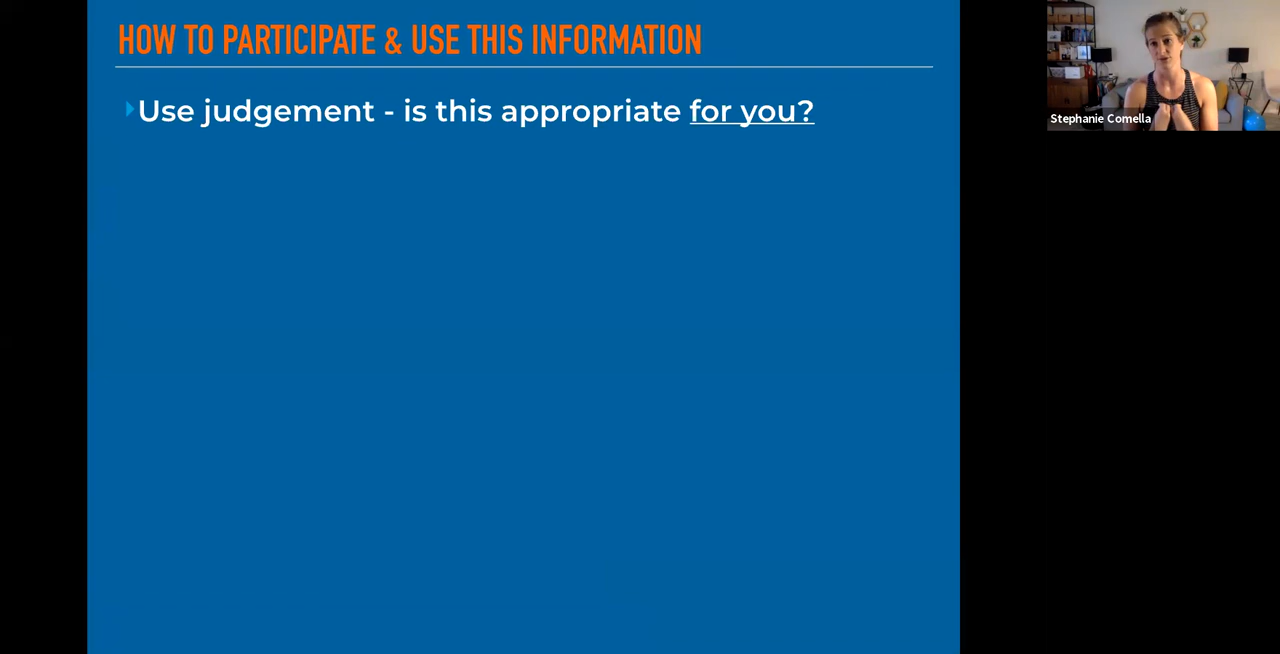 HOW TO PARTICIPATE & USE THIS INFORMATION
Use judgement - is this appropriate for you?
Stephanie Comella